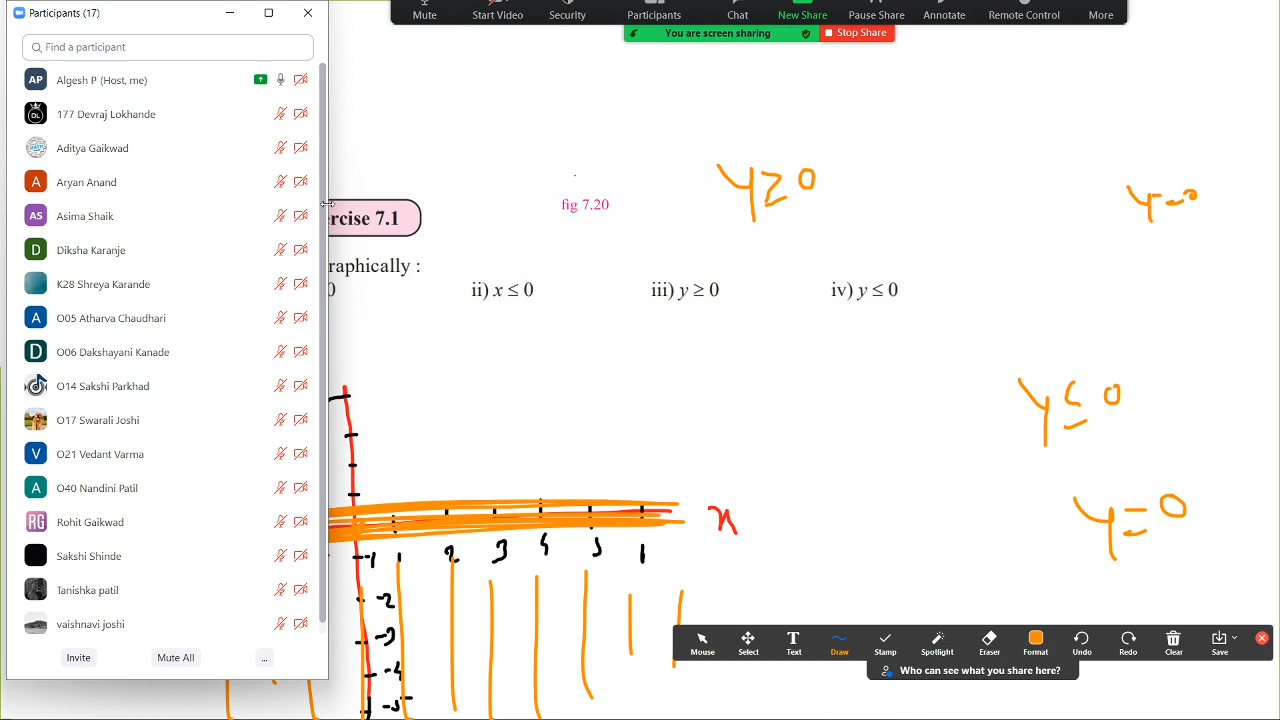 Participants (17)
Find
AP Algesh P (Host, me)
DL 177 Devraj Lokhande
Aditya Gaikwad
A Aryan A
AS Asima Shaik
D Diksha Karanje
K28 Shreya Karande
A O05 Atharva Chaudhari
D O06 Dakshayani Kanade
O14 Sakshi Parkhad
O17 Swarali Joshi
V O21 Vedant Varma
A O40 Nandini Patil
RG
Sakshi Shinde
Tanishka patil
vaishnavi joshi
Invite Mute All ...
Mute Start Video Security Participants Chat New Share Pause Share Annotate Remote Control More
You are screen sharing Stop Share
y ≥ 0
fig 7.20
rcise 7.1
raphically :
0 ii) x ≤ 0 iii) y ≥ 0 iv) y ≤ 0
y ≤ 0
y = 0
x
-1 1 2 3 4 5 1
-2
-3
-4
-5
Mouse Select Text Draw Stamp Spotlight Eraser Format Undo Redo Clear Save
Who can see what you share here?